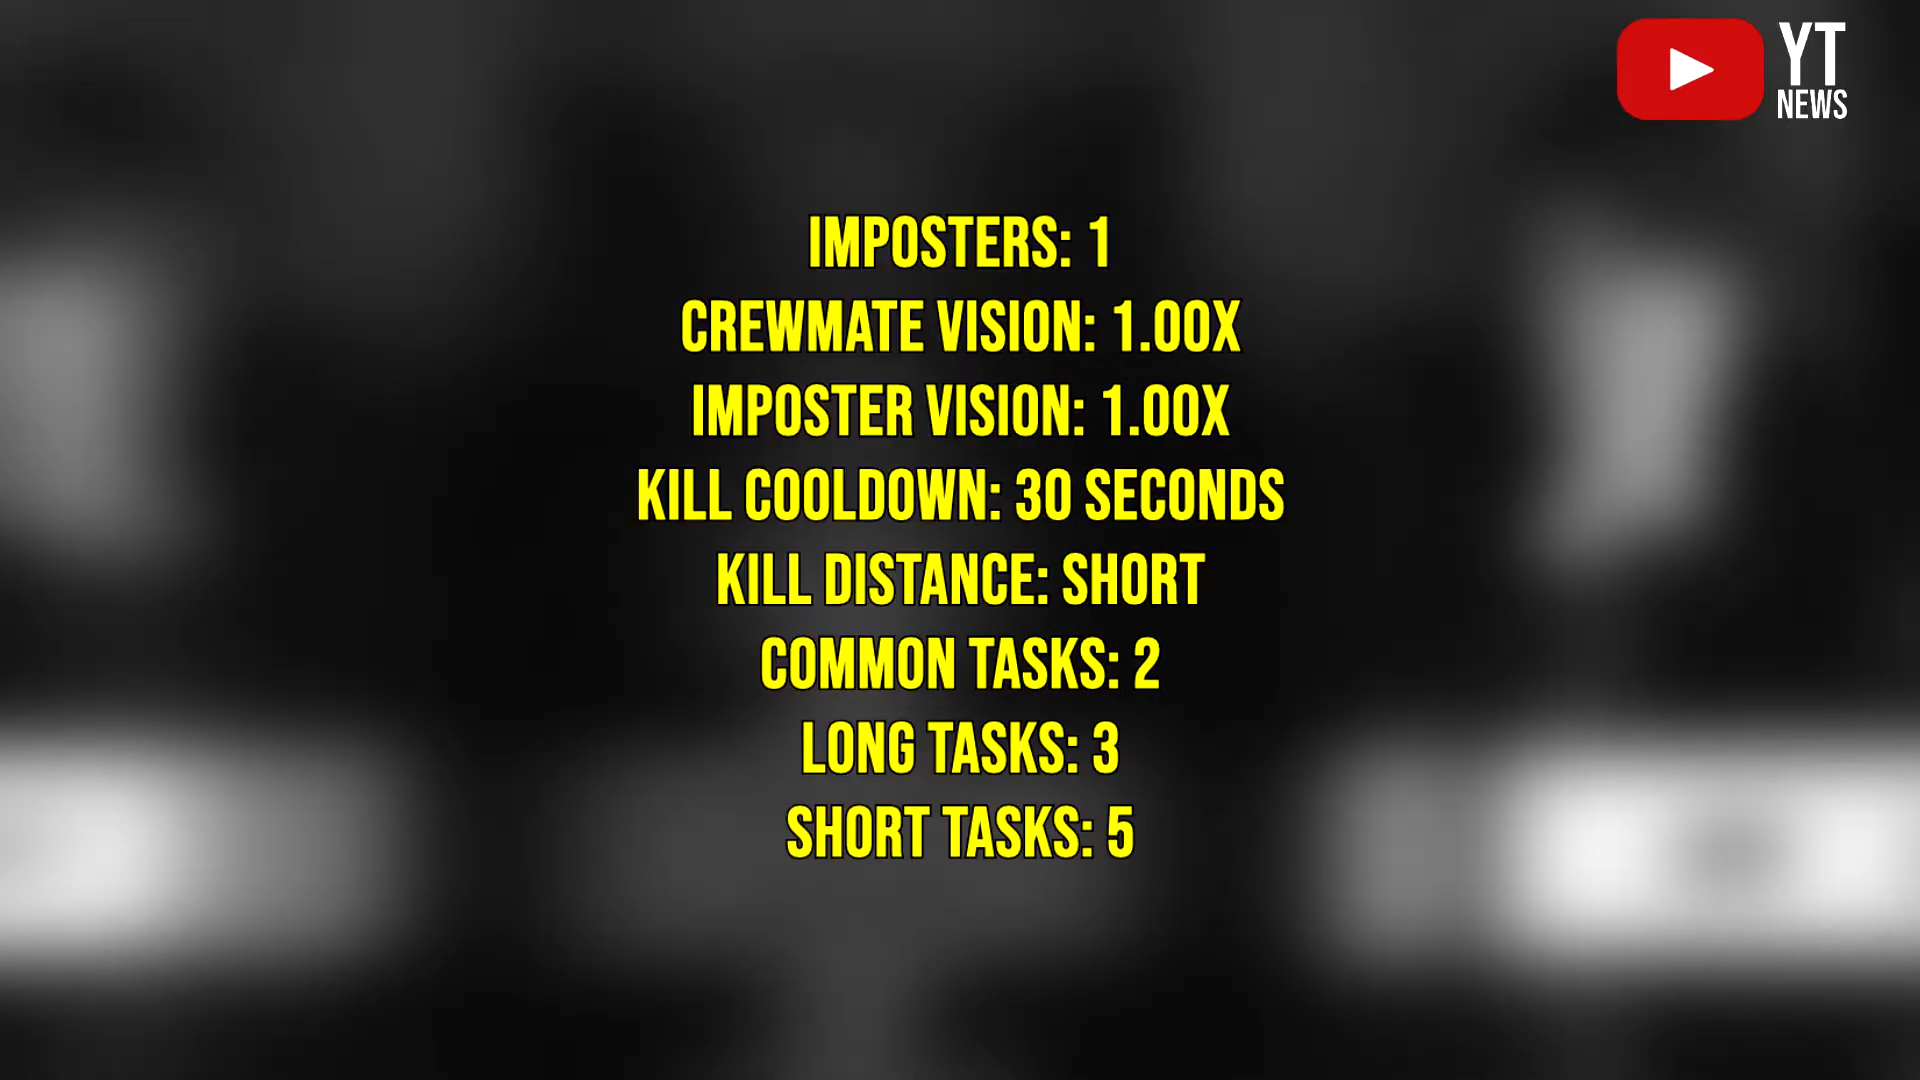 YT
NEWS
IMPOSTERS: 1
CREWMATE VISION: 1.00X
IMPOSTER VISION: 1.00X
KILL COOLDOWN: 30 SECONDS
KILL DISTANCE: SHORT
COMMON TASKS: 2
LONG TASKS: 3
SHORT TASKS: 5